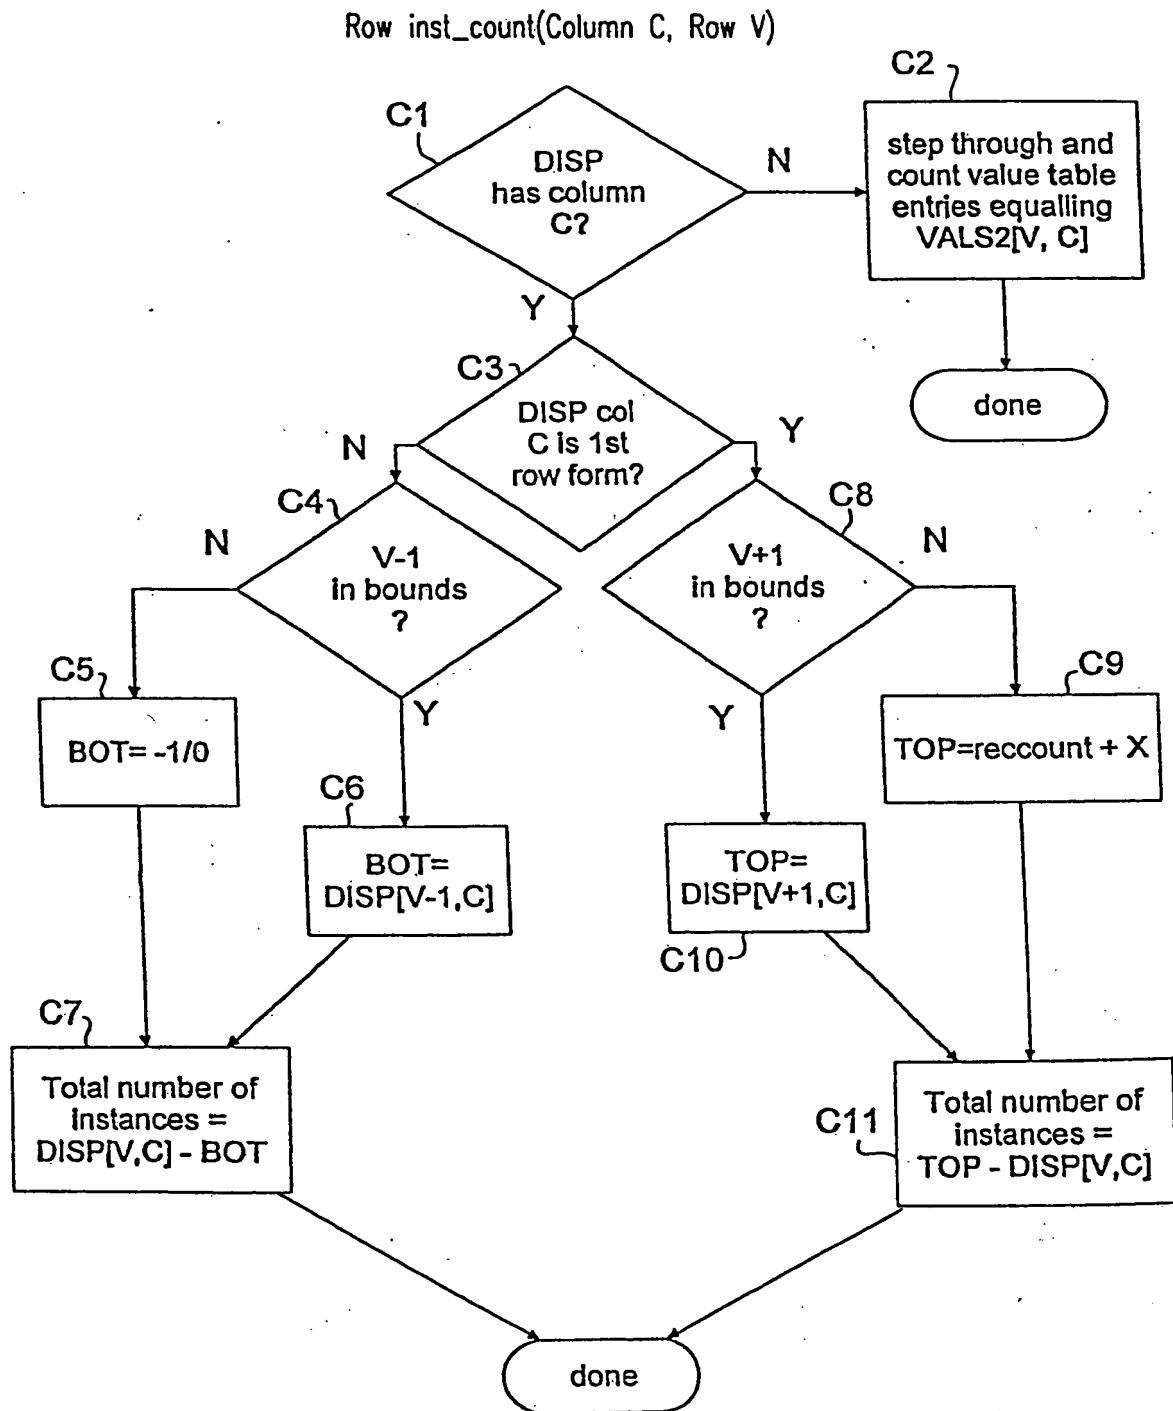 Row inst_count(Column C, Row V)
C1
DISP
has column
C?
N
Y
C2
step through and
count value table
entries equalling
VALS2[V, C]
done
C3
DISP col
C is 1st
row form?
N
Y
C4
V-1
in bounds
?
N
Y
C8
V+1
in bounds
?
N
Y
C5
BOT= -1/0
C6
BOT=
DISP[V-1,C]
TOP=
DISP[V+1,C]
C10
C9
TOP=reccount + X
C7
Total number of
instances =
DISP[V,C] - BOT
C11
Total number of
instances =
TOP - DISP[V,C]
done